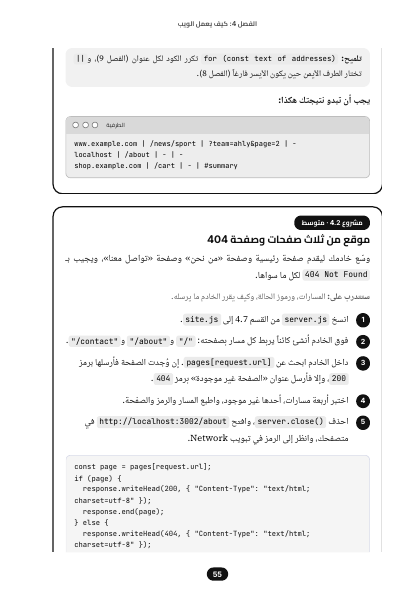 الفصل 4: كيف يعمل الويب
تلميح: for (const text of addresses) تكرر الكود لكل عنوان (الفصل 9)، و ||
تختار الطرف الأيمن حين يكون الأيسر فارغاً (الفصل 8).
يجب أن تبدو نتيجتك هكذا:
الطرفية
www.example.com | /news/sport | ?team=ahly&page=2 | -
localhost | /about | - | -
shop.example.com | /cart | - | #summary
مشروع 4.2 · متوسط
موقع من ثلاث صفحات وصفحة 404
وسّع خادمك ليقدم صفحة رئيسية وصفحة «من نحن» وصفحة «تواصل معنا»، ويجيب بـ
404 Not Found لكل ما سواها.
ستتدرب على: المسارات، ورموز الحالة، وكيف يقرر الخادم ما يرسله.
1 انسخ server.js من القسم 4.7 إلى site.js.
2 فوق الخادم أنشئ كائناً يربط كل مسار بصفحته: "/" و "/about" و "/contact".
3 داخل الخادم ابحث عن pages[request.url]. إن وُجدت الصفحة فأرسلها برمز
200، وإلا فأرسل عنوان «الصفحة غير موجودة» برمز 404.
4 اختبر أربعة مسارات، أحدها غير موجود، واطبع المسار والرمز والصفحة.
5 احذف server.close()، وافتح http://localhost:3002/about في
متصفحك، وانظر إلى الرمز في تبويب Network.
const page = pages[request.url];
if (page) {
response.writeHead(200, { "Content-Type": "text/html;
charset=utf-8" });
response.end(page);
} else {
response.writeHead(404, { "Content-Type": "text/html;
charset=utf-8" });
55